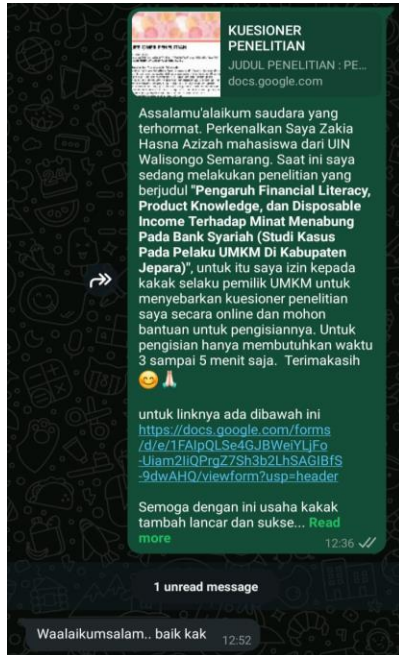 KUESIONER
PENELITIAN
JUDUL PENELITIAN : PE...
docs.google.com
Assalamu'alaikum saudara yang
terhormat. Perkenalkan Saya Zakia
Hasna Azizah mahasiswa dari UIN
Walisongo Semarang. Saat ini saya
sedang melakukan penelitian yang
berjudul "Pengaruh Financial Literacy,
Product Knowledge, dan Disposable
Income Terhadap Minat Menabung
Pada Bank Syariah (Studi Kasus
Pada Pelaku UMKM Di Kabupaten
Jepara)", untuk itu saya izin kepada
kakak selaku pemilik UMKM untuk
menyebarkan kuesioner penelitian
saya secara online dan mohon
bantuan untuk pengisiannya. Untuk
pengisian hanya membutuhkan waktu
3 sampai 5 menit saja. Terimakasih
😊🙏🏻
untuk linknya ada dibawah ini
https://docs.google.com/forms
/d/e/1FAIpQLSe4GJBWeiYLjFo
-Uiam2IiQPrgZ7Sh3b2LhSAGIBfS
-9dwAHQ/viewform?usp=header
Semoga dengan ini usaha kakak
tambah lancar dan sukse... Read
more
12:36
1 unread message
Waalaikumsalam.. baik kak
12:52